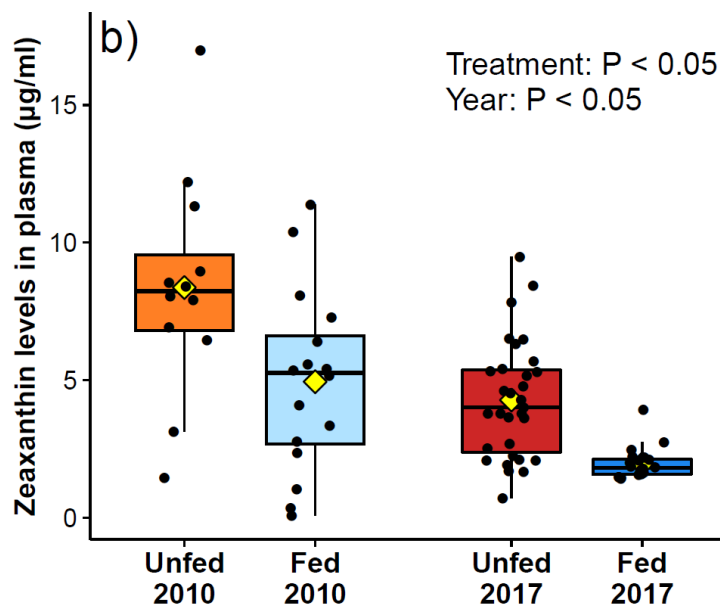 b)
Treatment: P < 0.05
Year: P < 0.05
Zeaxanthin levels in plasma (µg/ml)
15
10
5
0
Unfed Fed Unfed Fed
2010 2010 2017 2017